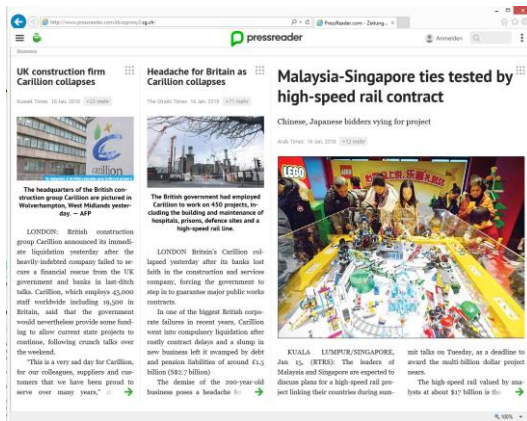 http://www.pressreader.com.
PressReader.com - Zeitung...
pressreader
Anmelden
Business
UK construction firm
Carillion collapses
Kuwait Times 16 Jan. 2018 +22 mehr
carillion
The headquarters of the British con-
struction group Carillion are pictured in
Wolverhampton, West Midlands yester-
day. — AFP
LONDON: British construction
group Carillion announced its immedi-
ate liquidation yesterday after the
heavily-indebted company failed to se-
cure a financial rescue from the UK
government and banks in last-ditch
talks. Carillion, which employs 43,000
staff worldwide including 19,500 in
Britain, said that the government
would nevertheless provide some fund-
ing to allow current state projects to
continue, following crunch talks over
the weekend.
"This is a very sad day for Carillion,
for our colleagues, suppliers and cus-
tomers that we have been proud to
serve over many years,"
Headache for Britain as
Carillion collapses
The Straits Times 16 Jan. 2018 +71 mehr
The British government had employed
Carillion to work on 450 projects, in-
cluding the building and maintenance of
hospitals, prisons, defence sites and a
high-speed rail line.
LONDON Britain's Carillion col-
lapsed yesterday after its banks lost
faith in the construction and services
company, forcing the government to
step in to guarantee major public works
contracts.
In one of the biggest British corpo-
rate failures in recent years, Carillion
went into compulsory liquidation after
costly contract delays and a slump in
new business left it swamped by debt
and pension liabilities of around £1.5
billion (S$2.7 billion)
The demise of the 200-year-old
business poses a headache
Malaysia-Singapore ties tested by
high-speed rail contract
Chinese, Japanese bidders vying for project
Arab Times 16 Jan. 2018 +12 mehr
LEGO
KUALA LUMPUR/SINGAPORE,
Jan 15, (RTRS): The leaders of
Malaysia and Singapore are expected to
discuss plans for a high-speed rail pro-
ject linking their countries during sum-
mit talks on Tuesday, as a deadline to
award the multi-billion dollar project
nears.
The high-speed rail valued by ana-
lysts at about $17 billion is the
100%